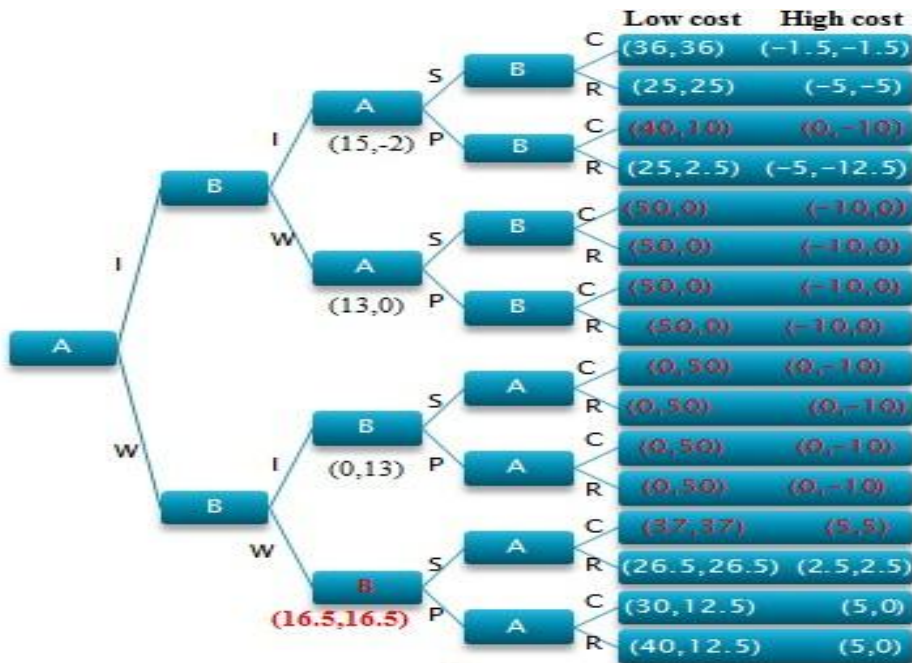 Low cost High cost
C (36,36) (−1.5,−1.5)
S B
R (25,25) (−5,−5)
A
I (15,-2) P B C (40,10) (0,−10)
R (25,2.5) (−5,−12.5)
B
C (50,0) (−10,0)
W S B
R (50,0) (−10,0)
I A
(13,0) P B C (50,0) (−10,0)
R (50,0) (−10,0)
A
C (0,50) (0,−10)
S A
R (0,50) (0,−10)
W B
I (0,13) P A C (0,50) (0,−10)
R (0,50) (0,−10)
B
C (37,37) (5,5)
W S A
R (26.5,26.5) (2.5,2.5)
B
(16.5,16.5) P A C (30,12.5) (5,0)
R (40,12.5) (5,0)